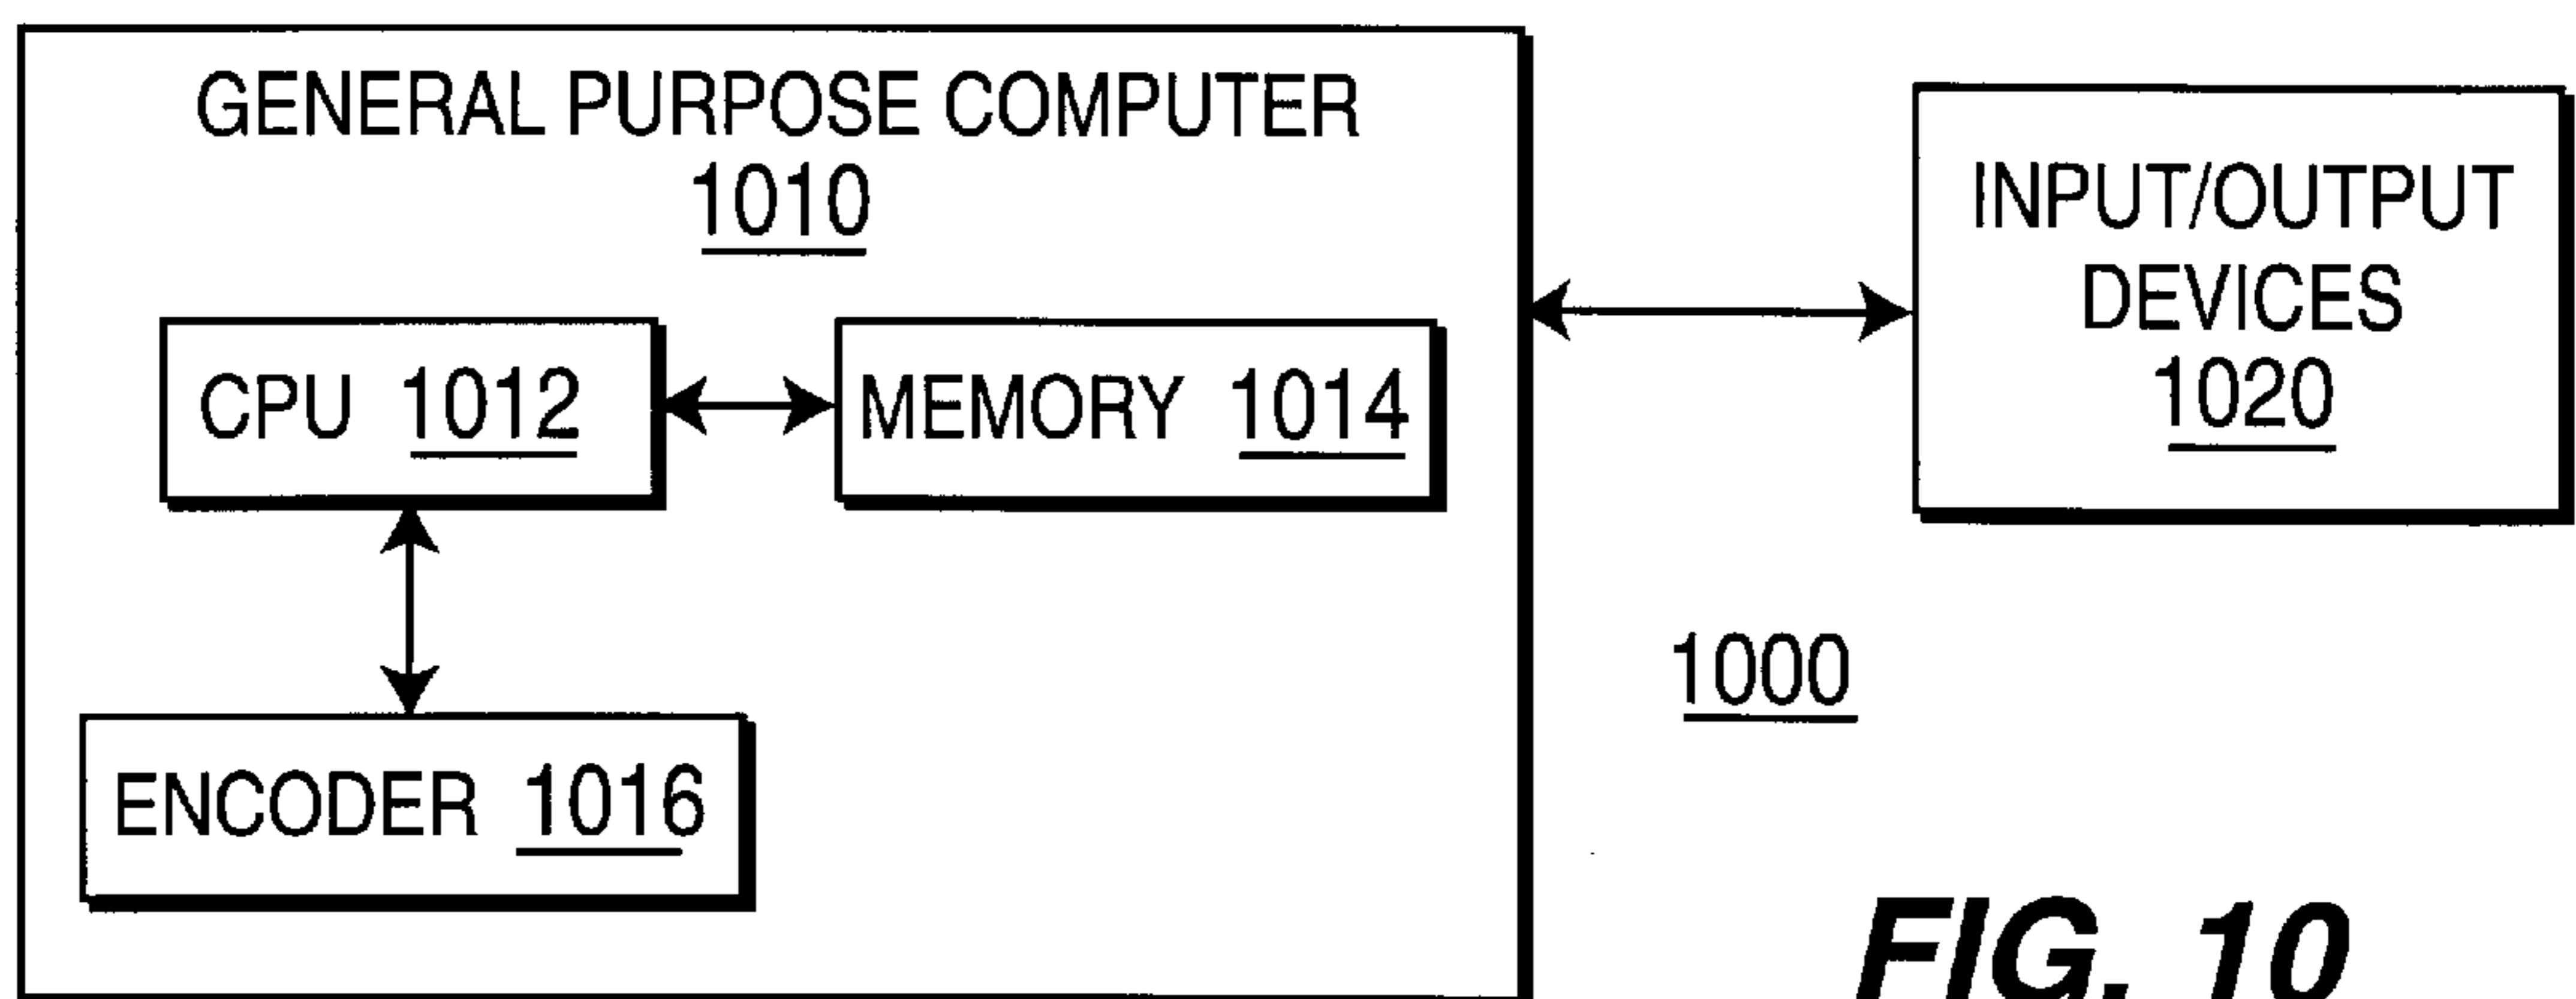 GENERAL PURPOSE COMPUTER
1010
CPU 1012
MEMORY 1014
ENCODER 1016
INPUT/OUTPUT
DEVICES
1020
1000
FIG. 10